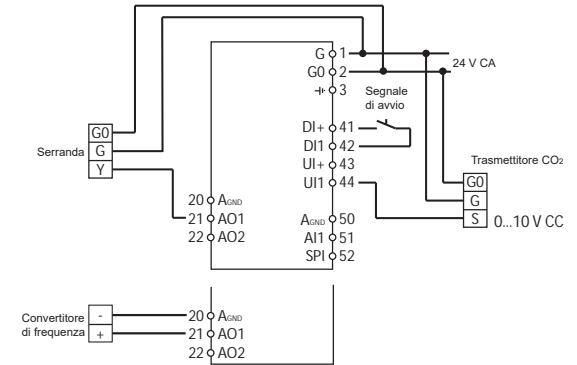 G 1
G0 2
3
24 V CA
Segnale
di avvio
DI+ 41
DI1 42
UI+ 43
UI1 44
Serranda
G0
G
Y
Trasmettitore CO2
G0
G
S
0...10 V CC
20 AGND
21 AO1
22 AO2
AGND 50
AI1 51
SPI 52
Convertitore
di frequenza
-
+
20 AGND
21 AO1
22 AO2